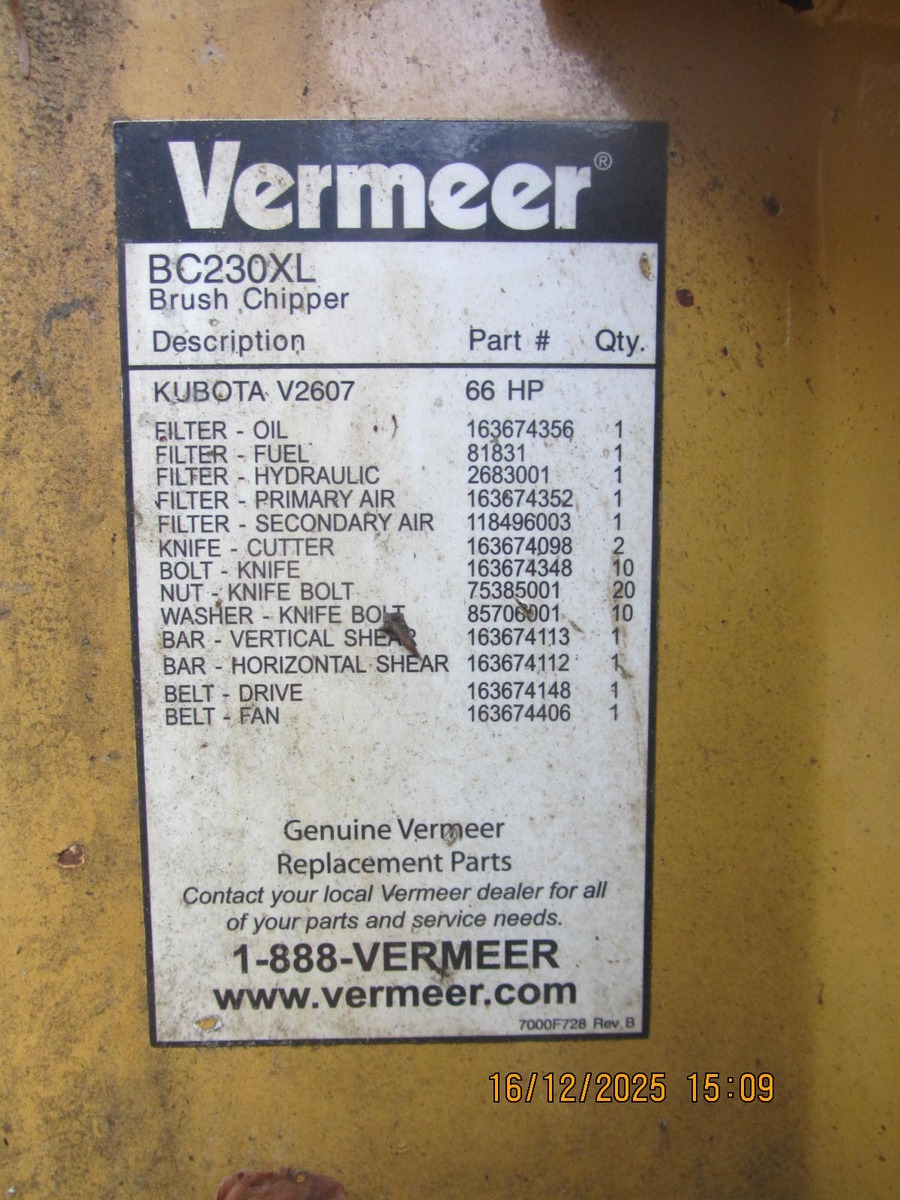 Vermeer®
BC230XL
Brush Chipper
Description Part # Qty.
KUBOTA V2607 66 HP
FILTER - OIL 163674356 1
FILTER - FUEL 81831 1
FILTER - HYDRAULIC 2683001 1
FILTER - PRIMARY AIR 163674352 1
FILTER - SECONDARY AIR 118496003 1
KNIFE - CUTTER 163674098 2
BOLT - KNIFE 163674348 10
NUT - KNIFE BOLT 75385001 20
WASHER - KNIFE BOLT 85706001 10
BAR - VERTICAL SHEAR 163674113 1
BAR - HORIZONTAL SHEAR 163674112 1
BELT - DRIVE 163674148 1
BELT - FAN 163674406 1
Genuine Vermeer
Replacement Parts
Contact your local Vermeer dealer for all
of your parts and service needs.
1-888-VERMEER
www.vermeer.com
7000F728 Rev B
16/12/2025 15:09